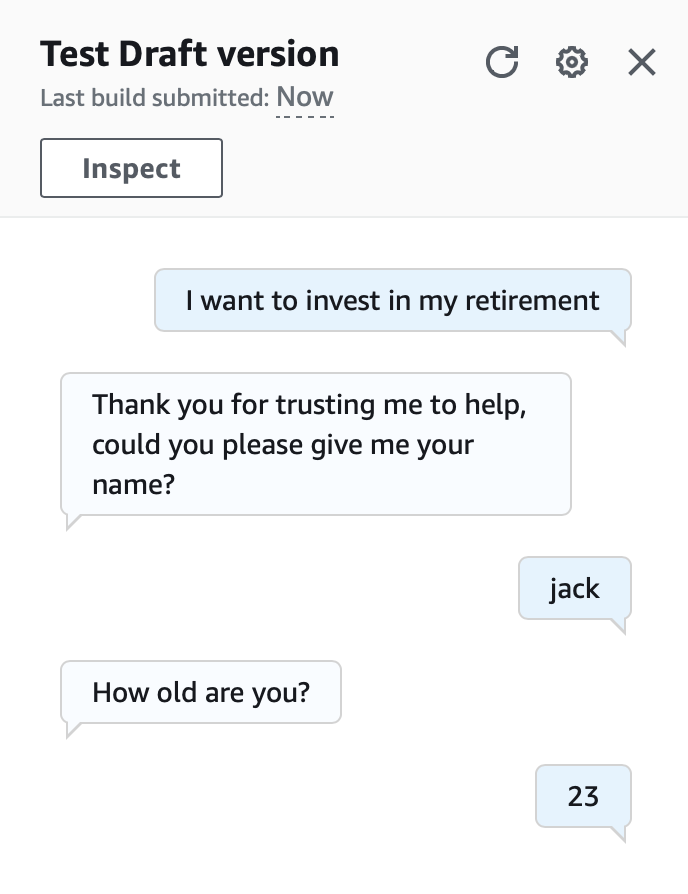 Test Draft version
Last build submitted: Now
Inspect
I want to invest in my retirement
Thank you for trusting me to help,
could you please give me your
name?
jack
How old are you?
23